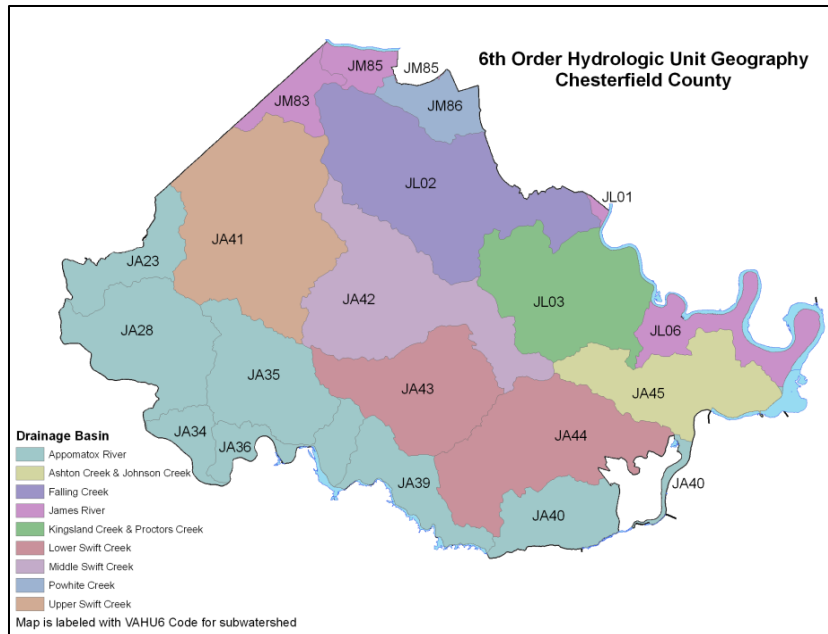 6th Order Hydrologic Unit Geography
Chesterfield County
JM85
JM85
JM83
JM86
JL02
JL01
JA41
JA23
JA42
JL03
JA28
JL06
JA35
JA43
JA45
JA34
JA36
JA44
JA39
JA40
JA40
Drainage Basin
Appomatox River
Ashton Creek & Johnson Creek
Falling Creek
James River
Kingsland Creek & Proctors Creek
Lower Swift Creek
Middle Swift Creek
Powhite Creek
Upper Swift Creek
Map is labeled with VAHU6 Code for subwatershed